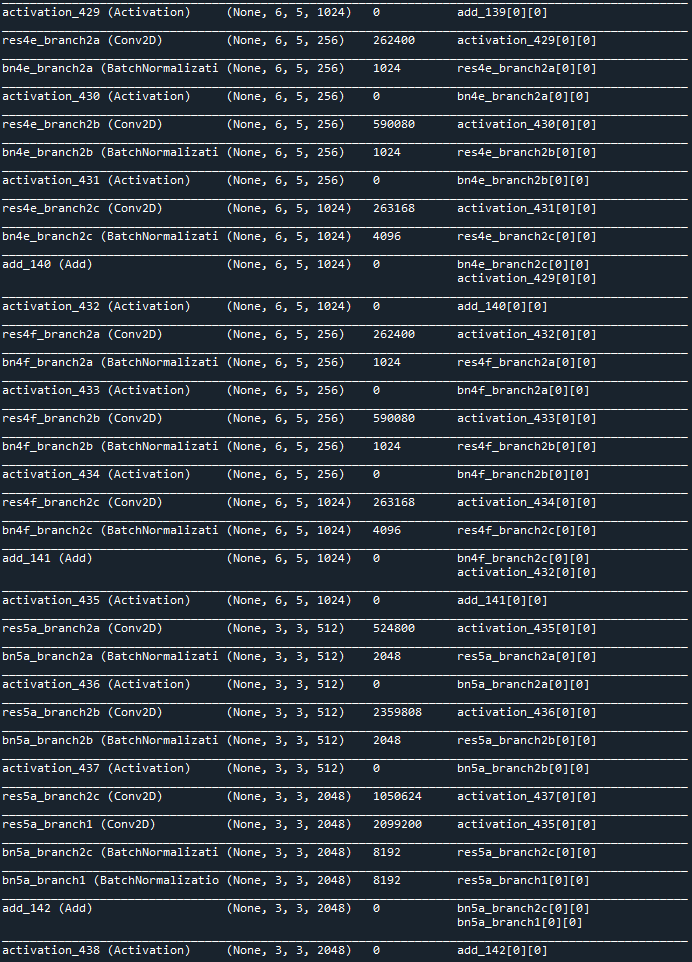 activation_429 (Activation) (None, 6, 5, 1024) 0 add_139[0][0]
res4e_branch2a (Conv2D) (None, 6, 5, 256) 262400 activation_429[0][0]
bn4e_branch2a (BatchNormalizati (None, 6, 5, 256) 1024 res4e_branch2a[0][0]
activation_430 (Activation) (None, 6, 5, 256) 0 bn4e_branch2a[0][0]
res4e_branch2b (Conv2D) (None, 6, 5, 256) 590080 activation_430[0][0]
bn4e_branch2b (BatchNormalizati (None, 6, 5, 256) 1024 res4e_branch2b[0][0]
activation_431 (Activation) (None, 6, 5, 256) 0 bn4e_branch2b[0][0]
res4e_branch2c (Conv2D) (None, 6, 5, 1024) 263168 activation_431[0][0]
bn4e_branch2c (BatchNormalizati (None, 6, 5, 1024) 4096 res4e_branch2c[0][0]
add_140 (Add) (None, 6, 5, 1024) 0 bn4e_branch2c[0][0]
activation_429[0][0]
activation_432 (Activation) (None, 6, 5, 1024) 0 add_140[0][0]
res4f_branch2a (Conv2D) (None, 6, 5, 256) 262400 activation_432[0][0]
bn4f_branch2a (BatchNormalizati (None, 6, 5, 256) 1024 res4f_branch2a[0][0]
activation_433 (Activation) (None, 6, 5, 256) 0 bn4f_branch2a[0][0]
res4f_branch2b (Conv2D) (None, 6, 5, 256) 590080 activation_433[0][0]
bn4f_branch2b (BatchNormalizati (None, 6, 5, 256) 1024 res4f_branch2b[0][0]
activation_434 (Activation) (None, 6, 5, 256) 0 bn4f_branch2b[0][0]
res4f_branch2c (Conv2D) (None, 6, 5, 1024) 263168 activation_434[0][0]
bn4f_branch2c (BatchNormalizati (None, 6, 5, 1024) 4096 res4f_branch2c[0][0]
add_141 (Add) (None, 6, 5, 1024) 0 bn4f_branch2c[0][0]
activation_432[0][0]
activation_435 (Activation) (None, 6, 5, 1024) 0 add_141[0][0]
res5a_branch2a (Conv2D) (None, 3, 3, 512) 524800 activation_435[0][0]
bn5a_branch2a (BatchNormalizati (None, 3, 3, 512) 2048 res5a_branch2a[0][0]
activation_436 (Activation) (None, 3, 3, 512) 0 bn5a_branch2a[0][0]
res5a_branch2b (Conv2D) (None, 3, 3, 512) 2359808 activation_436[0][0]
bn5a_branch2b (BatchNormalizati (None, 3, 3, 512) 2048 res5a_branch2b[0][0]
activation_437 (Activation) (None, 3, 3, 512) 0 bn5a_branch2b[0][0]
res5a_branch2c (Conv2D) (None, 3, 3, 2048) 1050624 activation_437[0][0]
res5a_branch1 (Conv2D) (None, 3, 3, 2048) 2099200 activation_435[0][0]
bn5a_branch2c (BatchNormalizati (None, 3, 3, 2048) 8192 res5a_branch2c[0][0]
bn5a_branch1 (BatchNormalizatio (None, 3, 3, 2048) 8192 res5a_branch1[0][0]
add_142 (Add) (None, 3, 3, 2048) 0 bn5a_branch2c[0][0]
bn5a_branch1[0][0]
activation_438 (Activation) (None, 3, 3, 2048) 0 add_142[0][0]